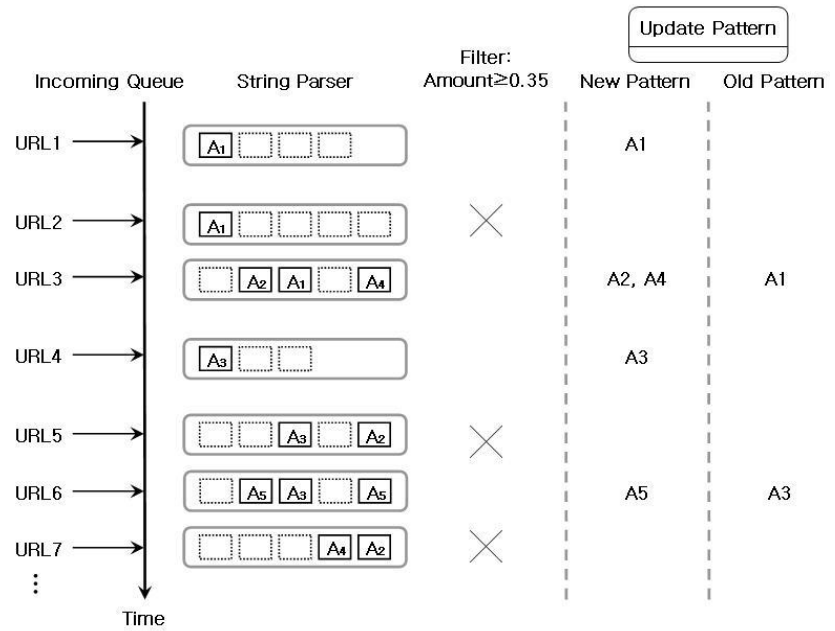 Update Pattern
Filter:
Incoming Queue String Parser Amount≥0.35 New Pattern Old Pattern
URL1 A1 A1
URL2 A1
URL3 A2 A1 A4 A2, A4 A1
URL4 A3 A3
URL5 A3 A2
URL6 A5 A3 A5 A5 A3
URL7 A4 A2
⋮
Time